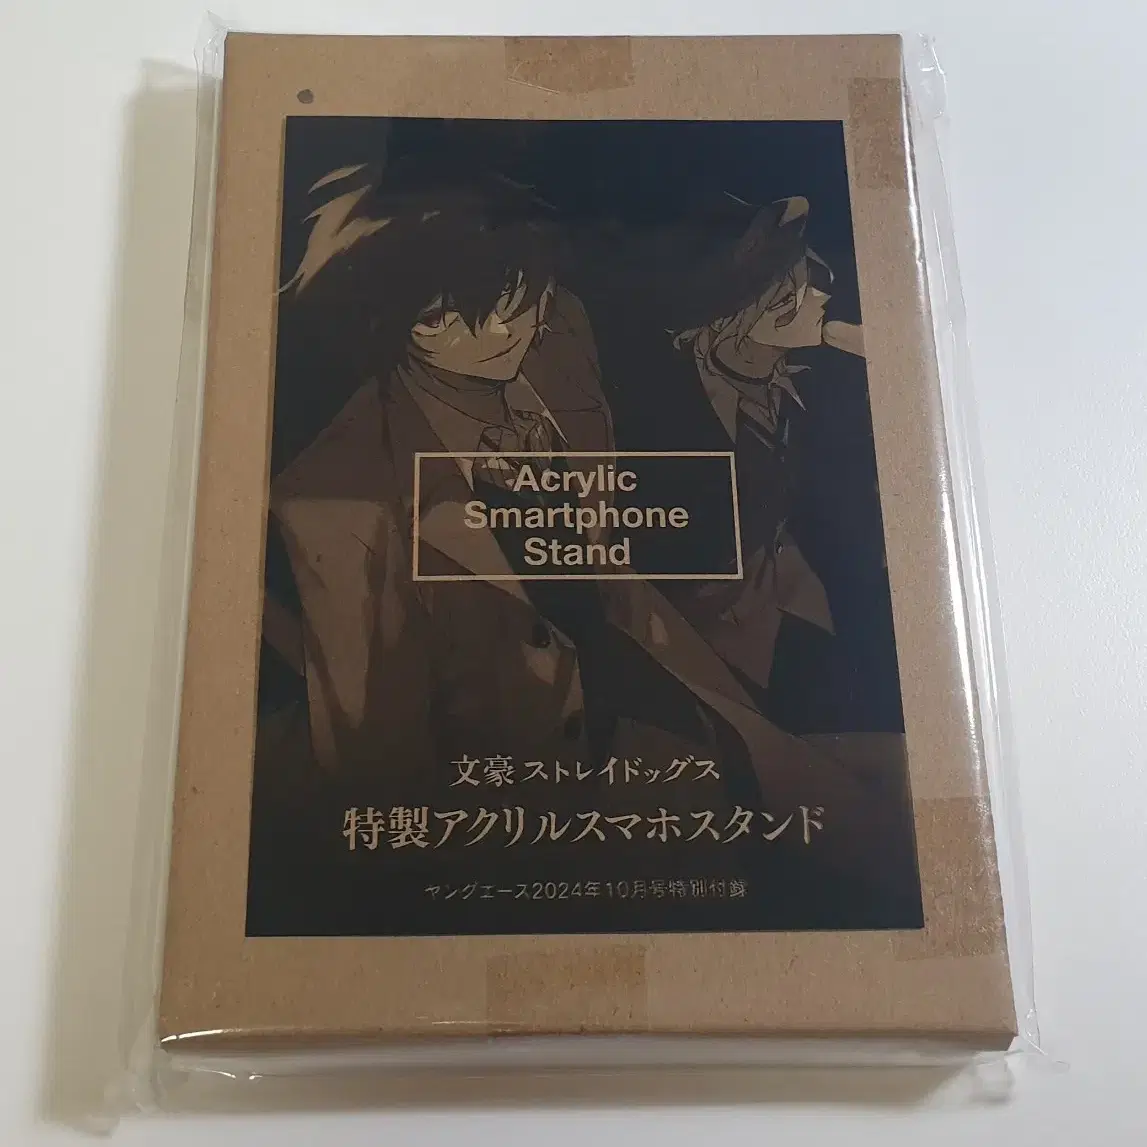 Acrylic
Smartphone
Stand
文豪ストレイドッグス
特製アクリルスマホスタンド
ヤングエース2024年10月号特別付録